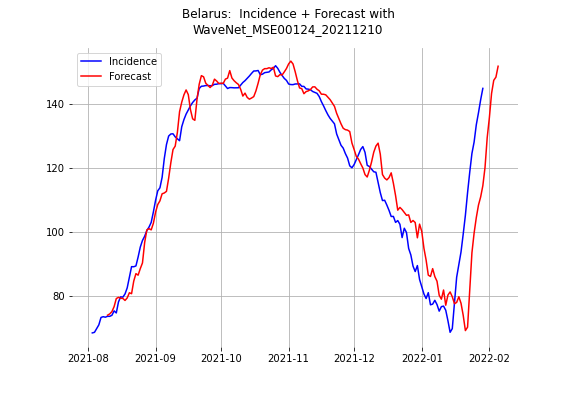 Belarus:  Incidence + Forecast with
WaveNet_MSE00124_20211210
Incidence
Forecast
140
120
100
80
2021-08
2021-09
2021-10
2021-11
2021-12
2022-01
2022-02